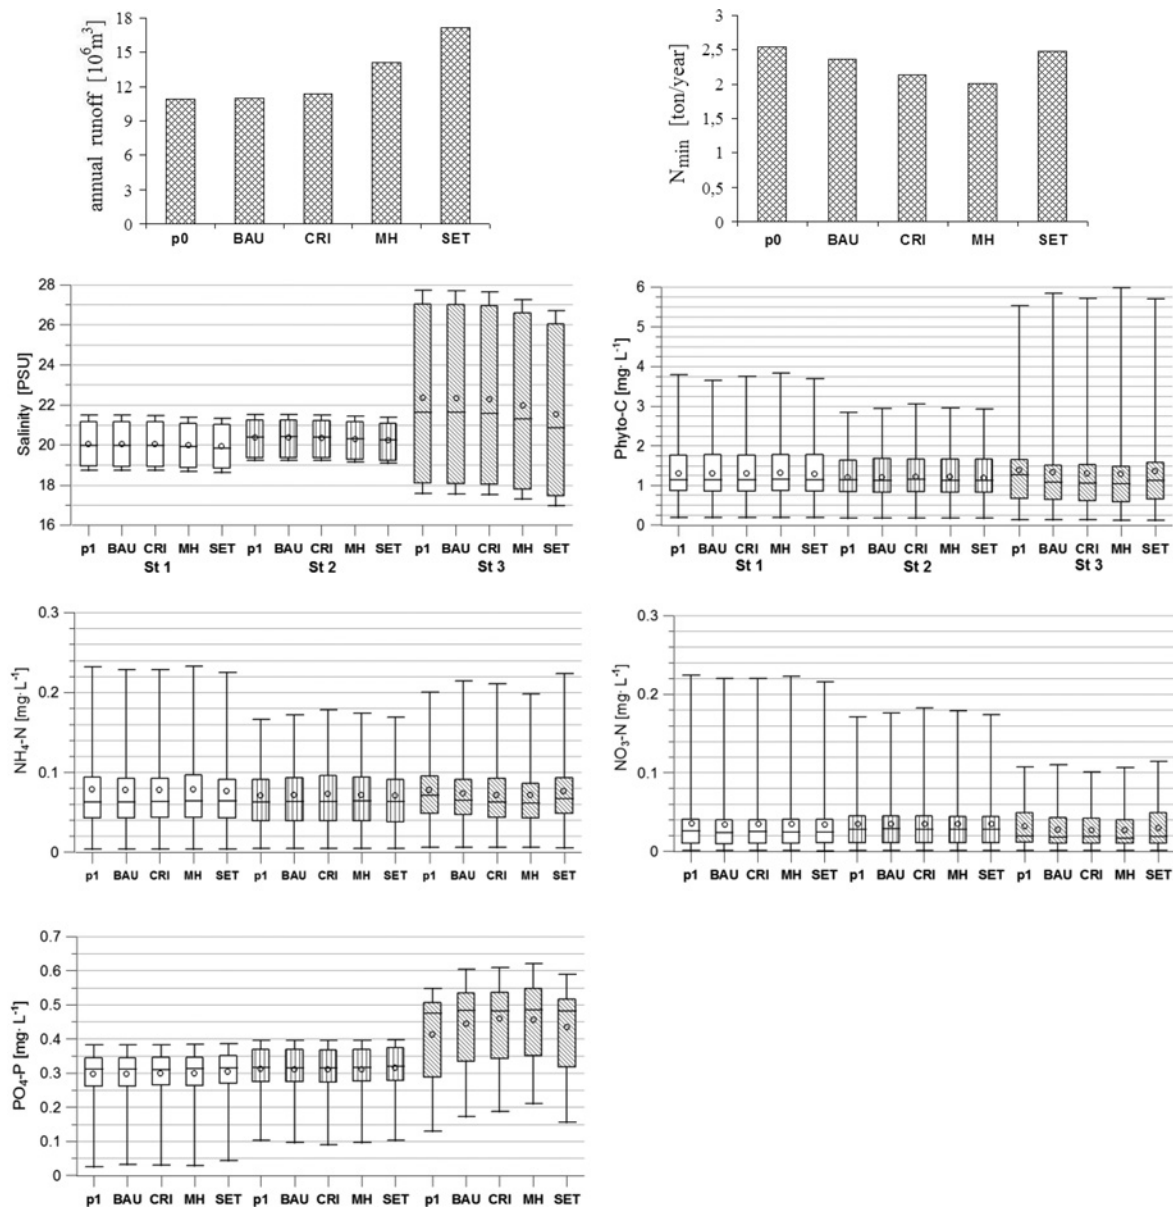 annual runoff [10⁶m³]
18
15
12
9
6
3
0
p0 BAU CRI MH SET
Nmin [ton/year]
3
2,5
2
1,5
1
0,5
0
p0 BAU CRI MH SET
Salinity [PSU]
28
26
24
22
20
18
16
p1 BAU CRI MH SET p1 BAU CRI MH SET p1 BAU CRI MH SET
St 1 St 2 St 3
Phyto-C [mg· L⁻¹]
6
5
4
3
2
1
0
p1 BAU CRI MH SET p1 BAU CRI MH SET p1 BAU CRI MH SET
St 1 St 2 St 3
NH₄-N [mg· L⁻¹]
0.3
0.2
0.1
0
p1 BAU CRI MH SET p1 BAU CRI MH SET p1 BAU CRI MH SET
NO₃-N [mg· L⁻¹]
0.3
0.2
0.1
0
p1 BAU CRI MH SET p1 BAU CRI MH SET p1 BAU CRI MH SET
PO₄-P [mg· L⁻¹]
0.7
0.6
0.5
0.4
0.3
0.2
0.1
0
p1 BAU CRI MH SET p1 BAU CRI MH SET p1 BAU CRI MH SET